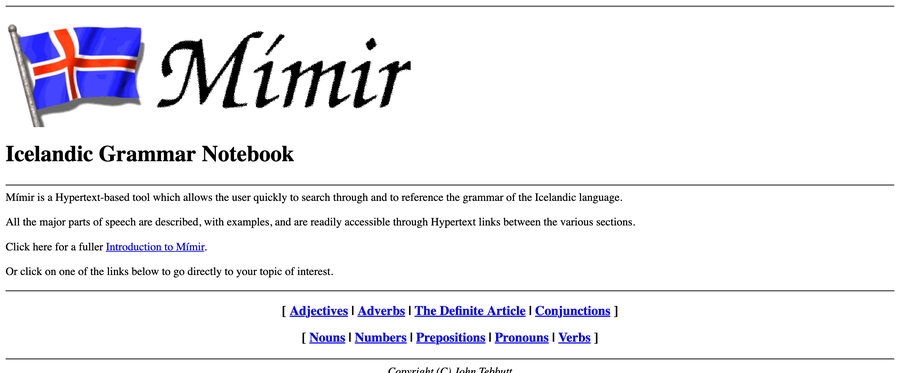 Mímir
Icelandic Grammar Notebook
Mímir is a Hypertext-based tool which allows the user quickly to search through and to reference the grammar of the Icelandic language.
All the major parts of speech are described, with examples, and are readily accessible through Hypertext links between the various sections.
Click here for a fuller Introduction to Mímir.
Or click on one of the links below to go directly to your topic of interest.
[ Adjectives | Adverbs | The Definite Article | Conjunctions ]
[ Nouns | Numbers | Prepositions | Pronouns | Verbs ]
Copyright (C) John Tebbutt